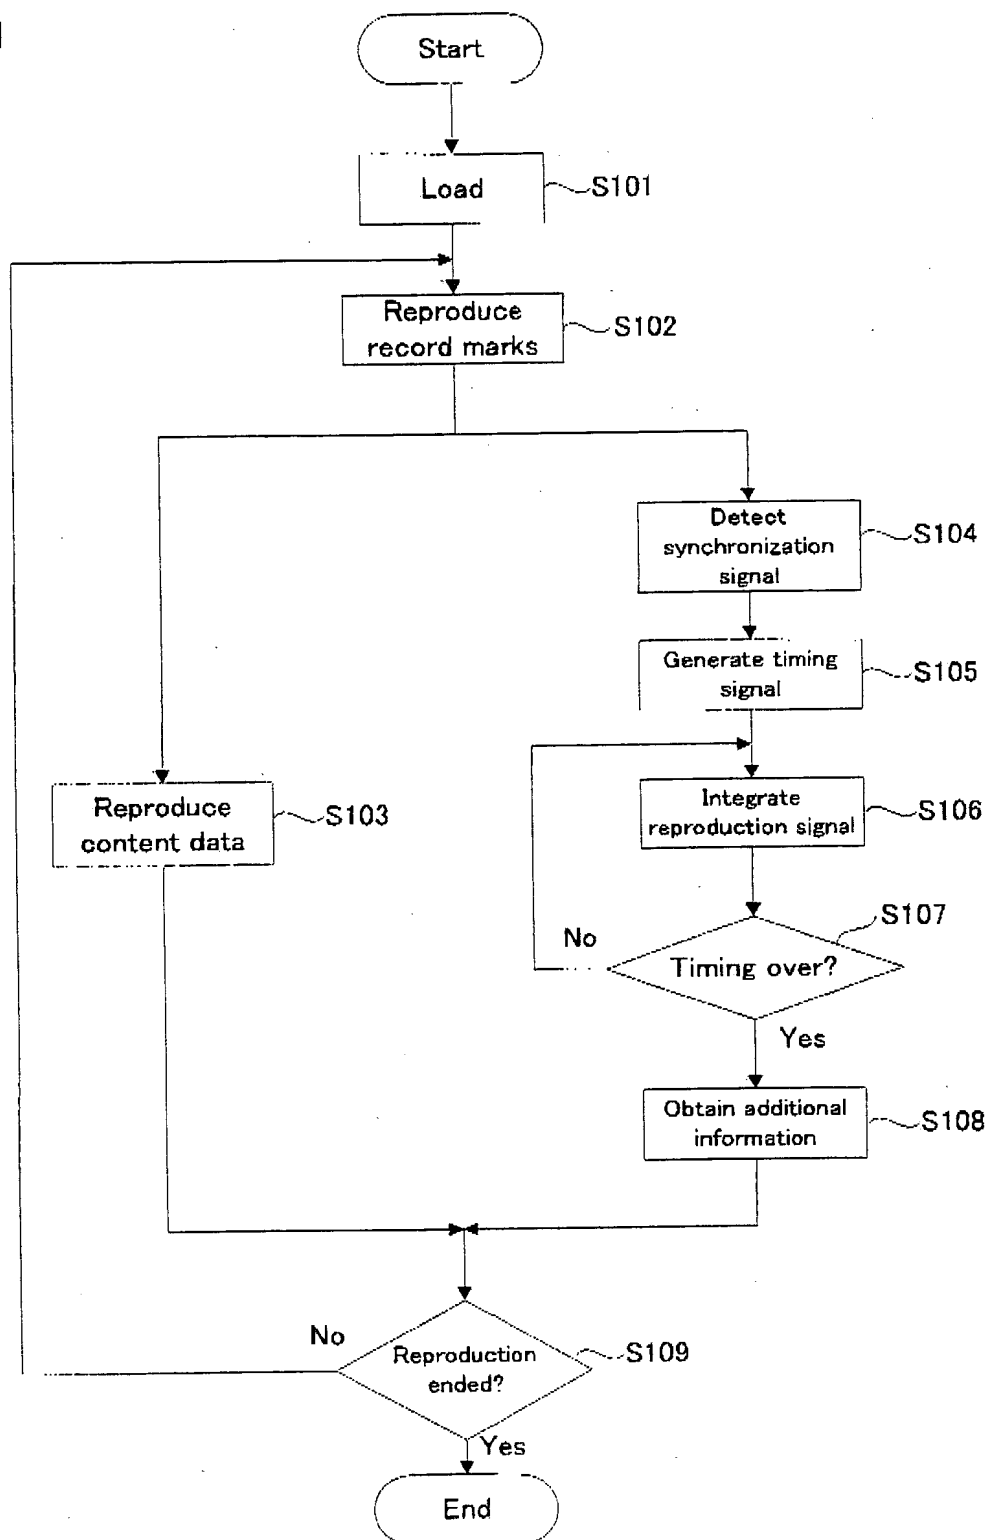 Start
Load
S101
Reproduce
record marks
S102
Detect
synchronization
signal
S104
Generate timing
signal
S105
Reproduce
content data
S103
Integrate
reproduction signal
S106
S107
No
Timing over?
Yes
Obtain additional
information
S108
No
Reproduction
ended?
S109
Yes
End